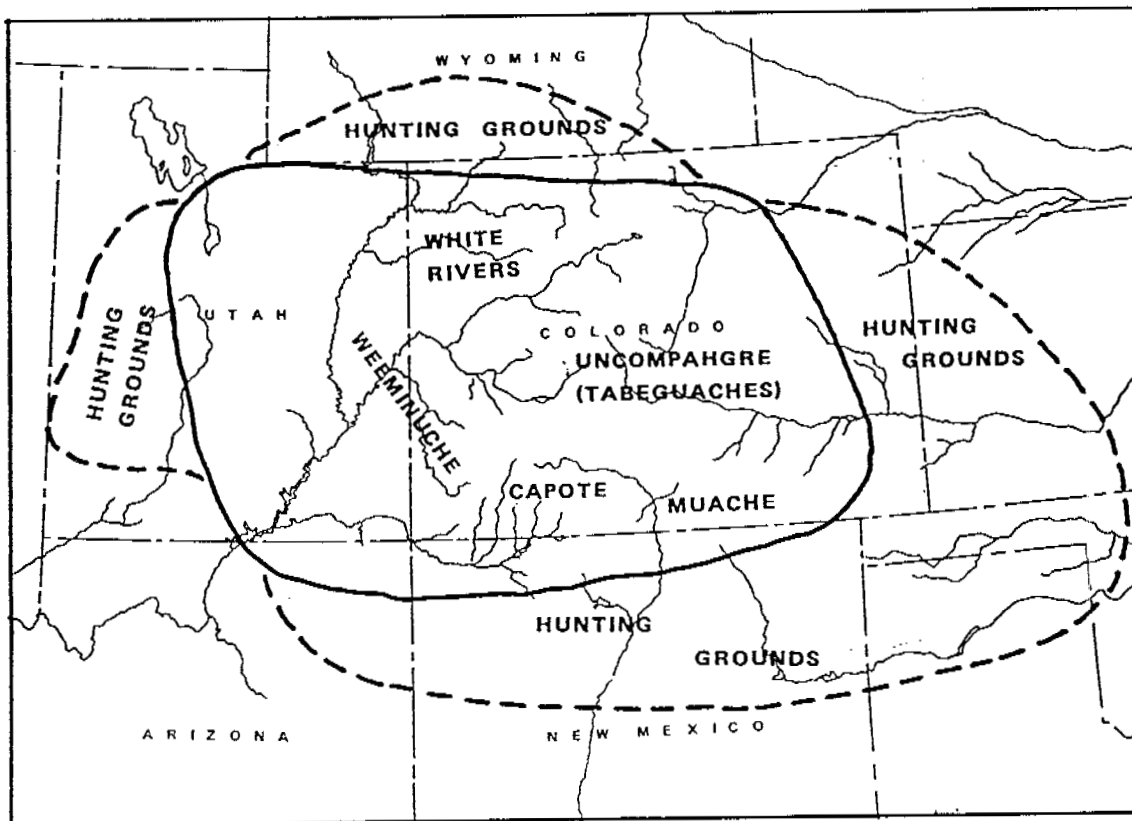 WYOMING
HUNTING GROUNDS
WHITE
RIVERS
UTAH
HUNTING
GROUNDS
COLORADO
HUNTING
GROUNDS
UNCOMPAHGRE
(TABEGUACHES)
WEEMINUCHE
CAPOTE
MUACHE
HUNTING
GROUNDS
ARIZONA
NEW MEXICO